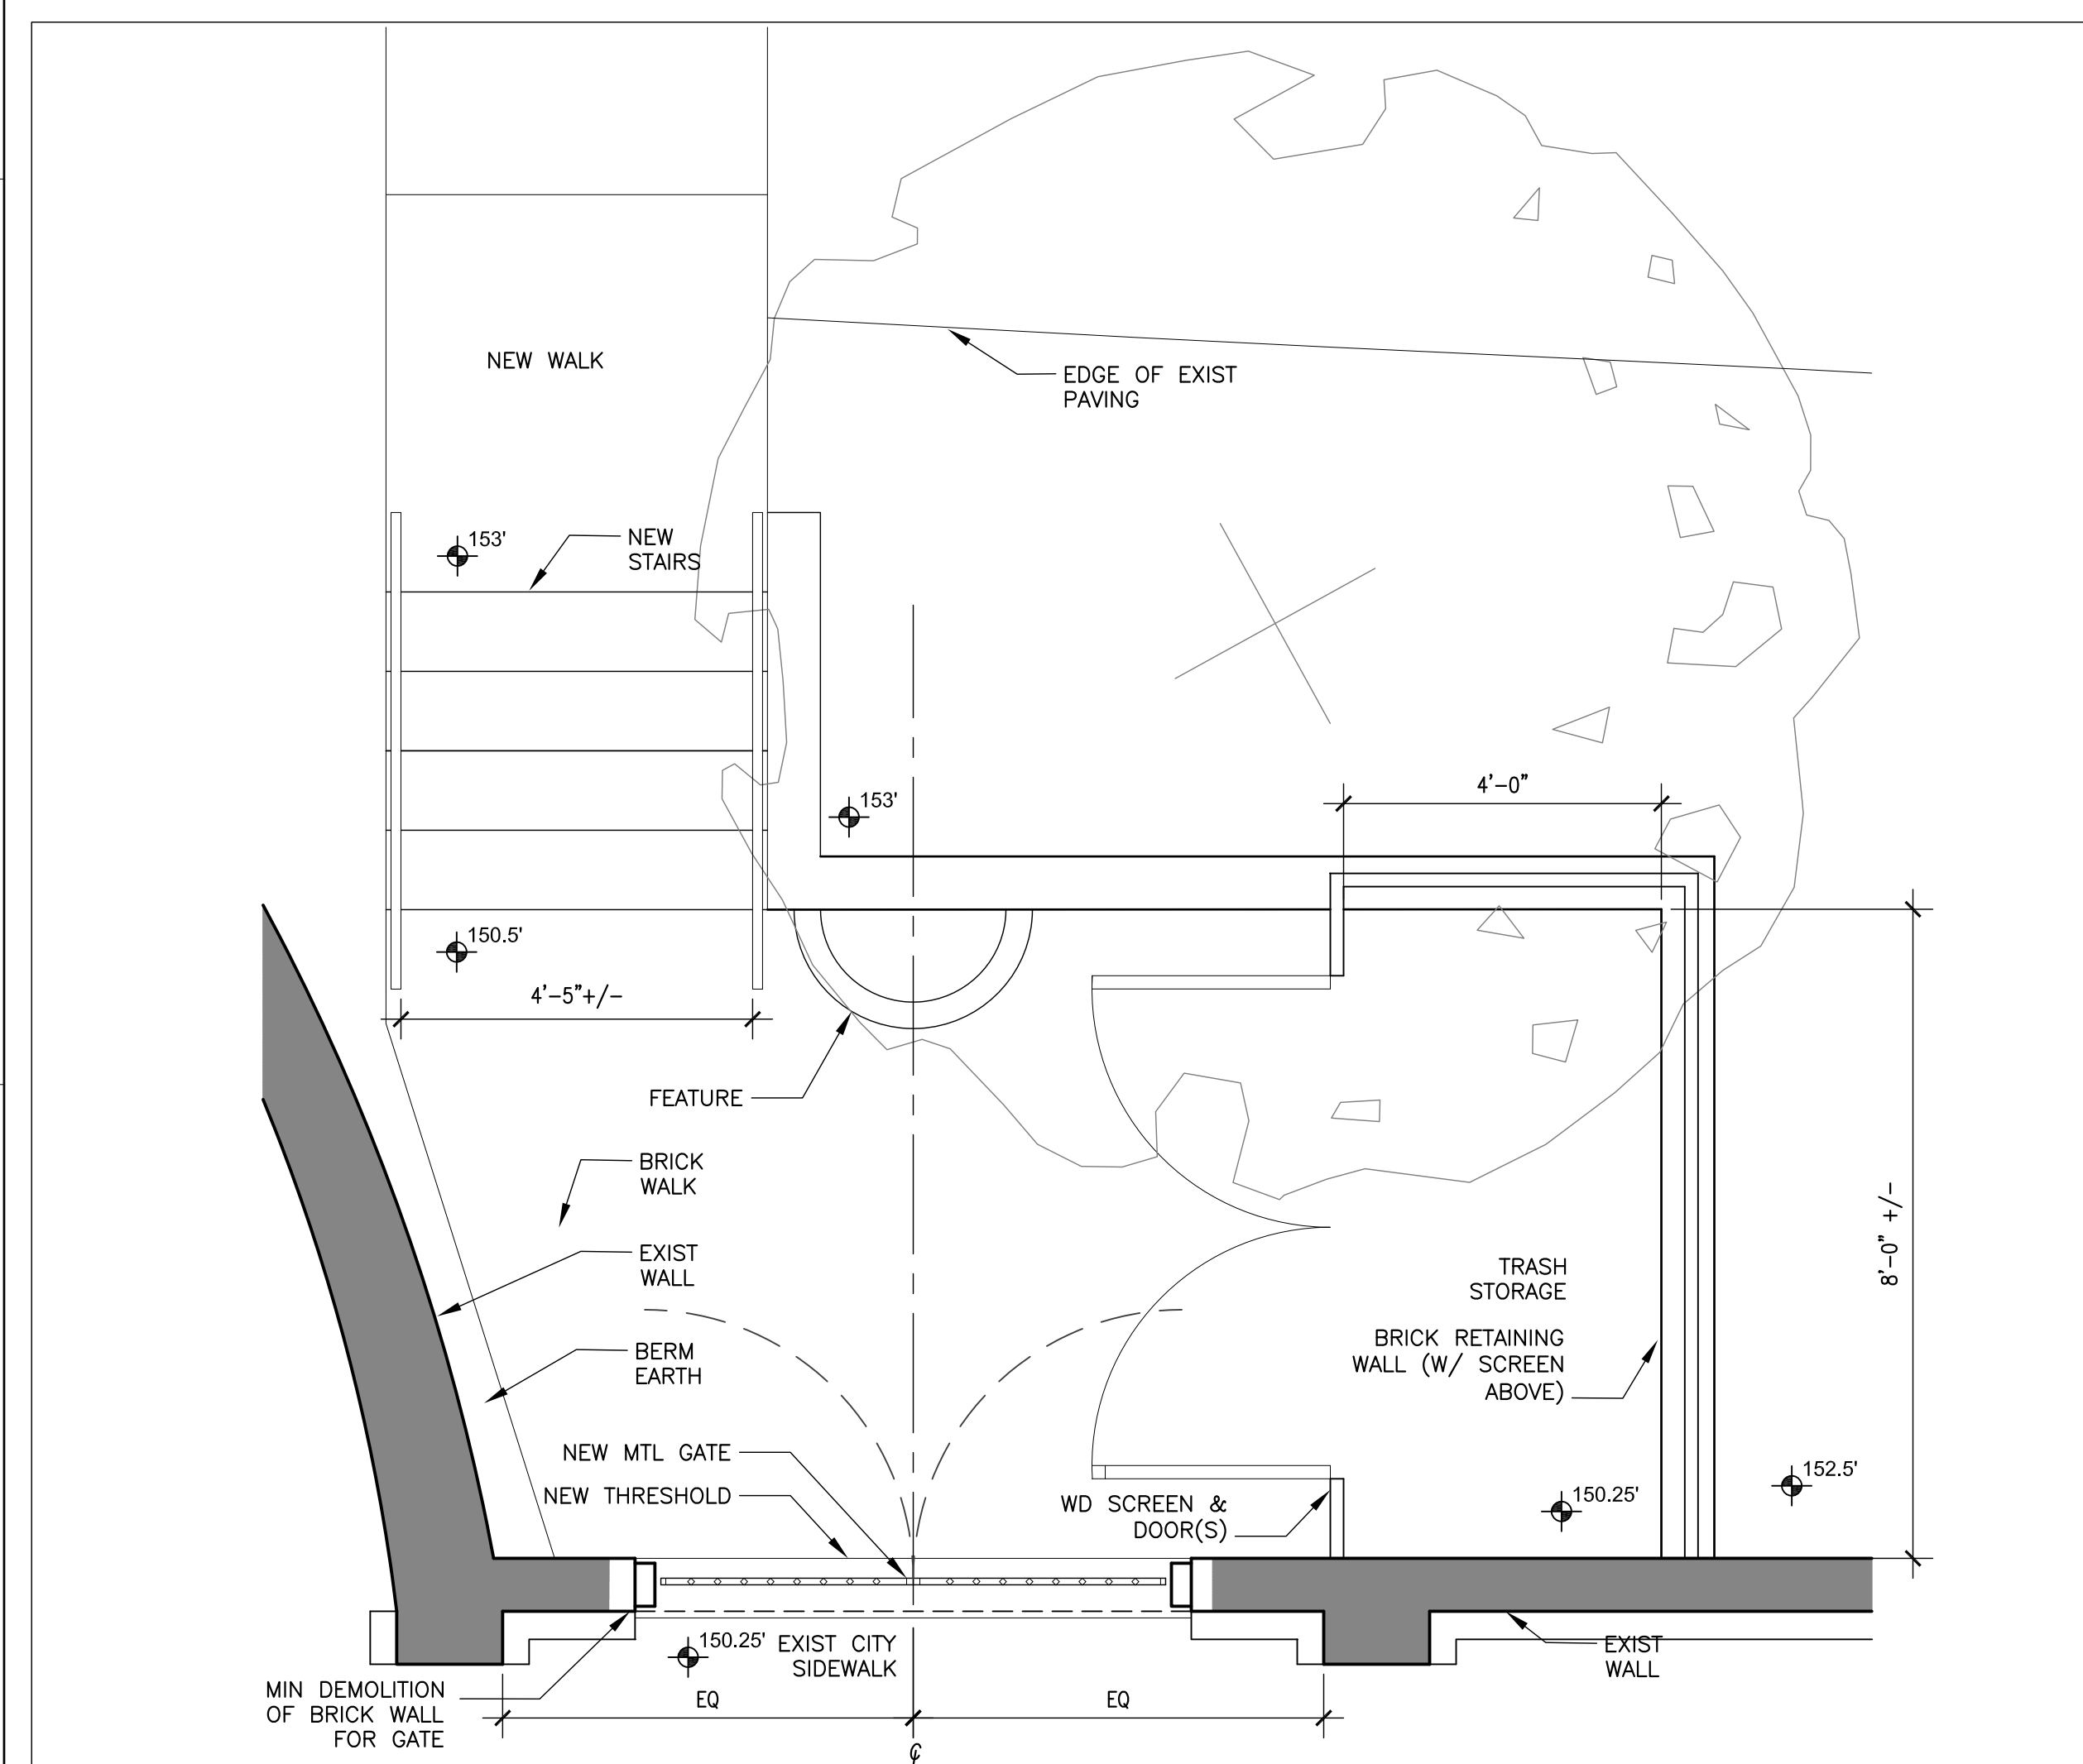 NEW WALK
EDGE OF EXIST
PAVING
153'
NEW
STAIRS
4'-0"
153'
150.5'
4'-5"+/-
FEATURE
BRICK
WALK
8'-0" +/-
EXIST
WALL
TRASH
STORAGE
BERM
EARTH
BRICK RETAINING
WALL (W/ SCREEN
ABOVE)
NEW MTL GATE
NEW THRESHOLD
WD SCREEN &
DOOR(S)
150.25'
152.5'
150.25'
EXIST CITY
SIDEWALK
EXIST
WALL
MIN DEMOLITION
OF BRICK WALL
FOR GATE
EQ
EQ
℄